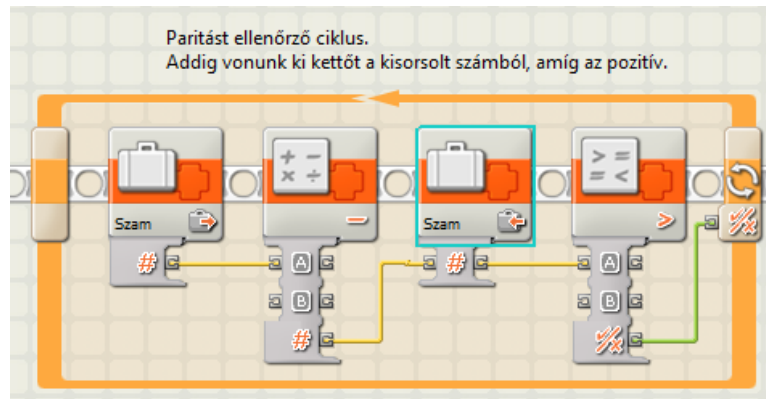 Paritást ellenőrző ciklus.
Addig vonunk ki kettőt a kisorsolt számból, amíg az pozitív.
+ −
× ÷
> =
= <
Szam
−
Szam
>
#
A
B
#
#
A
B